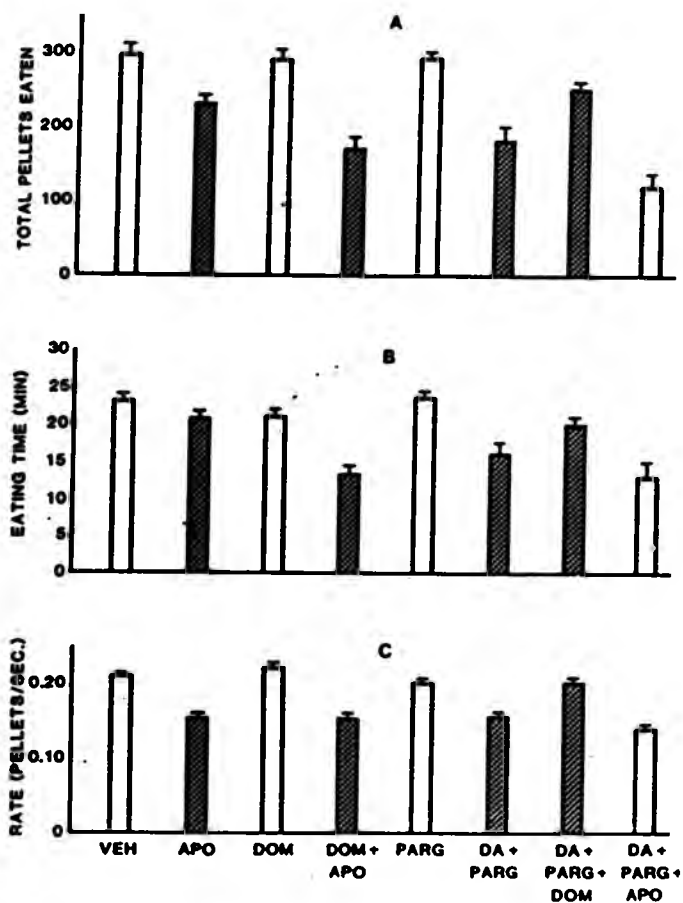 A
TOTAL PELLETS EATEN
300
200
100
0
B
EATING TIME (MIN)
30
25
20
15
10
5
0
C
RATE (PELLETS/SEC.)
0.20
0.10
0
VEH APO DOM DOM+ PARG DA+ DA+ DA+
APO PARG PARG+ PARG+
DOM APO